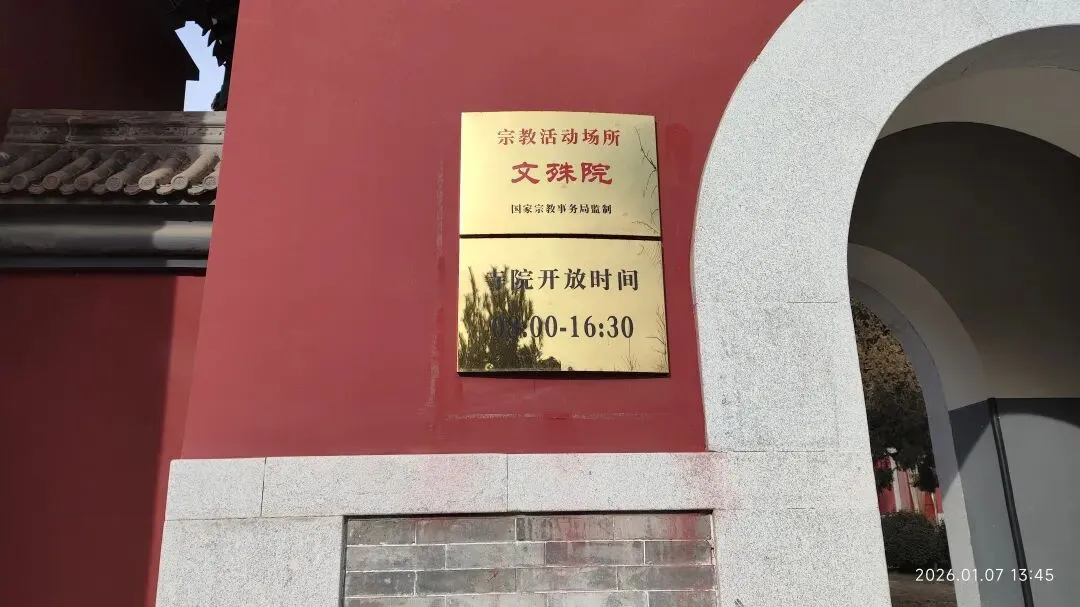 宗教活动场所
文殊院
国家宗教事务局监制
寺院开放时间
:00-16:30
2026.01.07 13:45